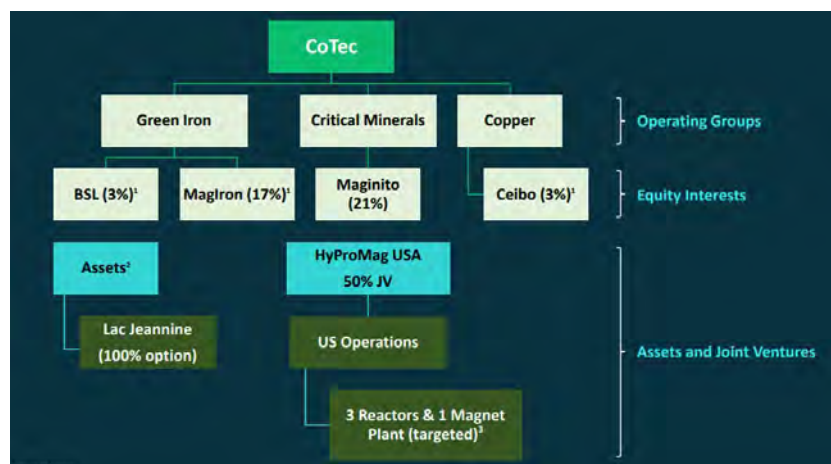 CoTec
Green Iron
Critical Minerals
Copper
Operating Groups
BSL (3%)¹
MagIron (17%)¹
Maginito
(21%)
Ceibo (3%)¹
Equity Interests
Assets²
HyProMag USA
50% JV
Lac Jeannine
(100% option)
US Operations
Assets and Joint Ventures
3 Reactors & 1 Magnet
Plant (targeted)³